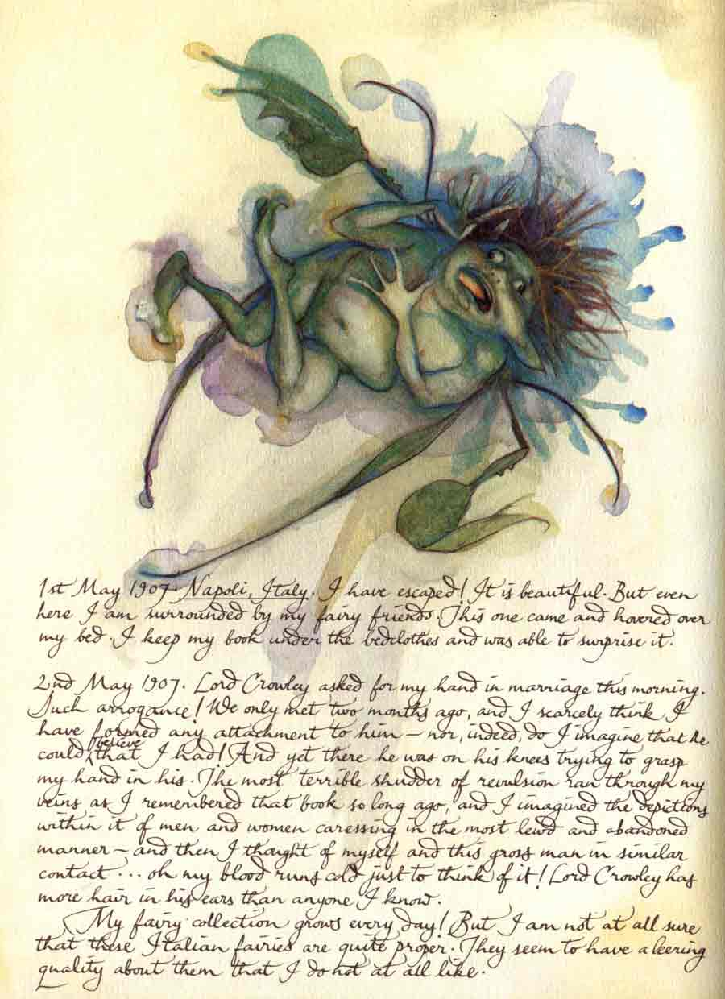 1st May 1907. Napoli, Italy. I have escaped! It is beautiful. But even
here I am surrounded by my fairy friends. This one came and hovered over
my bed. I keep my book under the bedclothes and was able to surprise it.
2nd May 1907. Lord Crowley asked for my hand in marriage this morning.
Such arrogance! We only met two months ago, and I scarcely think I
have formed any attachment to him – nor, indeed, do I imagine that he
could believe that I had! And yet there he was on his knees trying to grasp
my hand in his. The most terrible shudder of revulsion ran through my
veins as I remembered that book so long ago, and I imagined the depictions
within it of men and women caressing in the most lewd and abandoned
manner – and then I thought of myself and this gross man in similar
contact ... oh my blood runs cold just to think of it! Lord Crowley has
more hair in his ears than anyone I know.
My fairy collection grows every day! But I am not at all sure
that these Italian fairies are quite proper. They seem to have a leering
quality about them that I do not at all like.